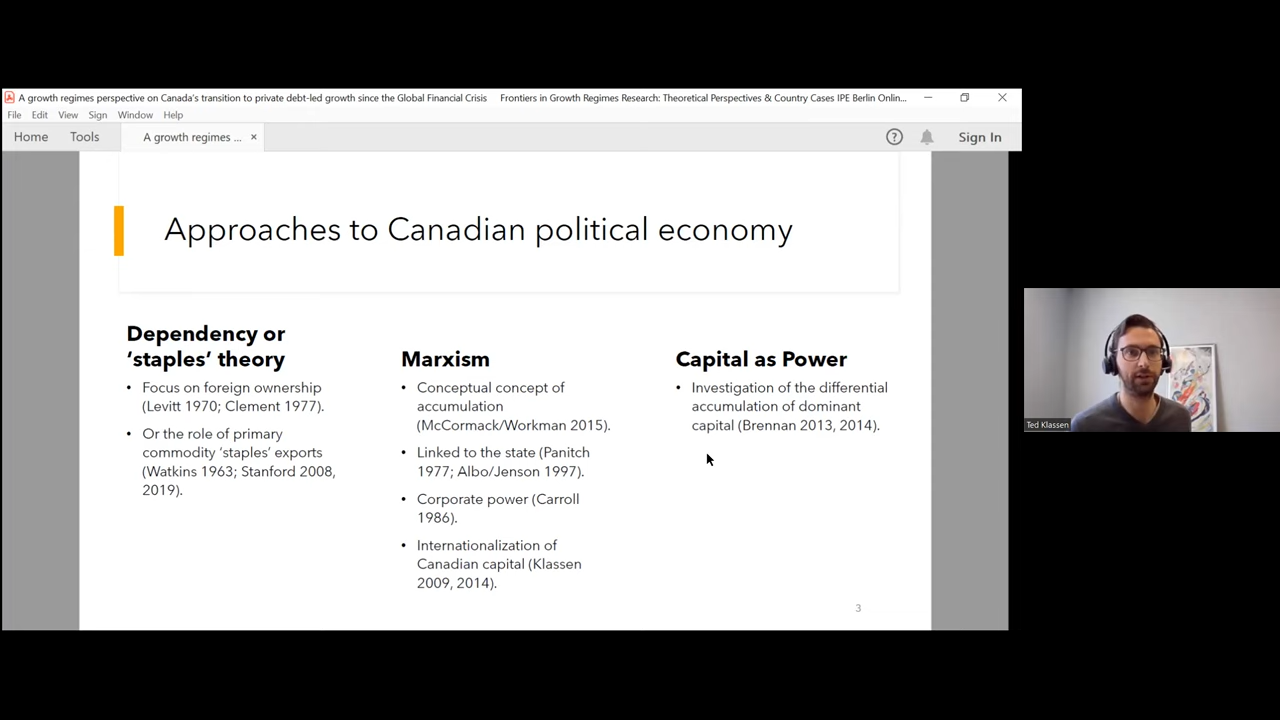 A growth regimes perspective on Canada's transition to private debt-led growth since the Global Financial Crisis Frontiers in Growth Regimes Research: Theoretical Perspectives & Country Cases IPE Berlin Onlin...
File Edit View Sign Window Help
Home Tools A growth regimes ... × Sign In
Approaches to Canadian political economy
Dependency or
‘staples’ theory
• Focus on foreign ownership
(Levitt 1970; Clement 1977).
• Or the role of primary
commodity ‘staples’ exports
(Watkins 1963; Stanford 2008,
2019).
Marxism
• Conceptual concept of
accumulation
(McCormack/Workman 2015).
• Linked to the state (Panitch
1977; Albo/Jenson 1997).
• Corporate power (Carroll
1986).
• Internationalization of
Canadian capital (Klassen
2009, 2014).
Capital as Power
• Investigation of the differential
accumulation of dominant
capital (Brennan 2013, 2014).
3
Ted Klassen